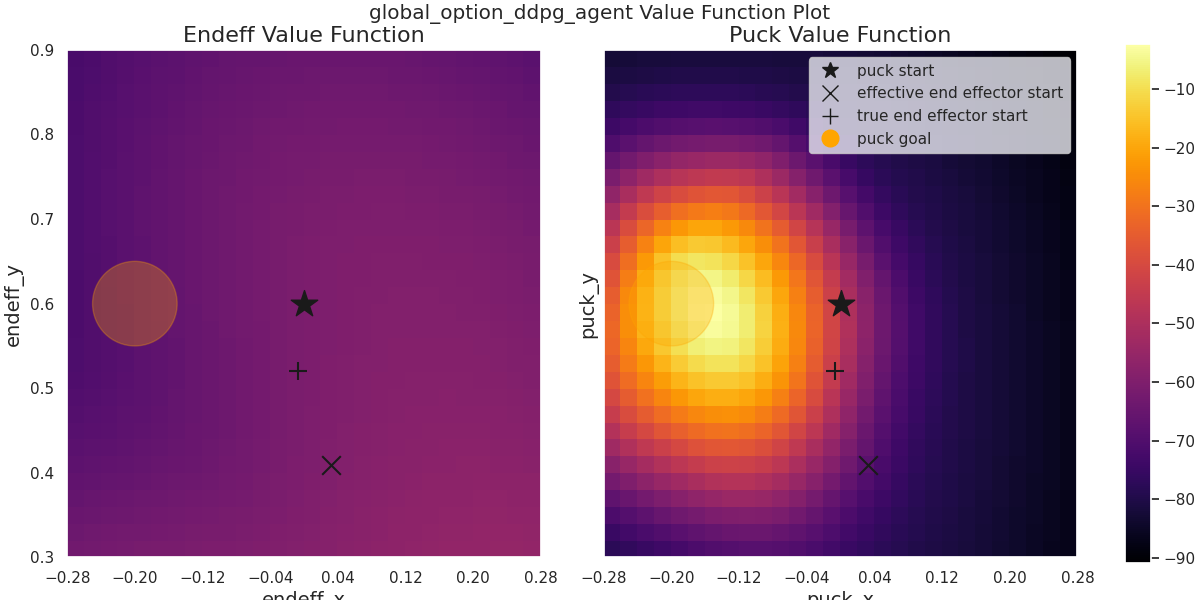 global_option_ddpg_agent Value Function Plot
Endeff Value Function
Puck Value Function
puck start
effective end effector start
true end effector start
puck goal
endeff_y
0.9
0.8
0.7
0.6
0.5
0.4
0.3
−0.28 −0.20 −0.12 −0.04 0.04 0.12 0.20 0.28
endeff_x
puck_y
−0.28 −0.20 −0.12 −0.04 0.04 0.12 0.20 0.28
puck_x
−10
−20
−30
−40
−50
−60
−70
−80
−90